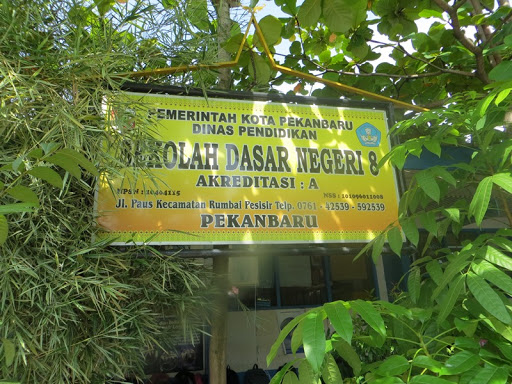 PEMERINTAH KOTA PEKANBARU
DINAS PENDIDIKAN
SEKOLAH DASAR NEGERI 8
AKREDITASI : A
Jl. Paus Kecamatan Rumbai Pesisir Telp. 0761 - 42539 - 592539
PEKANBARU